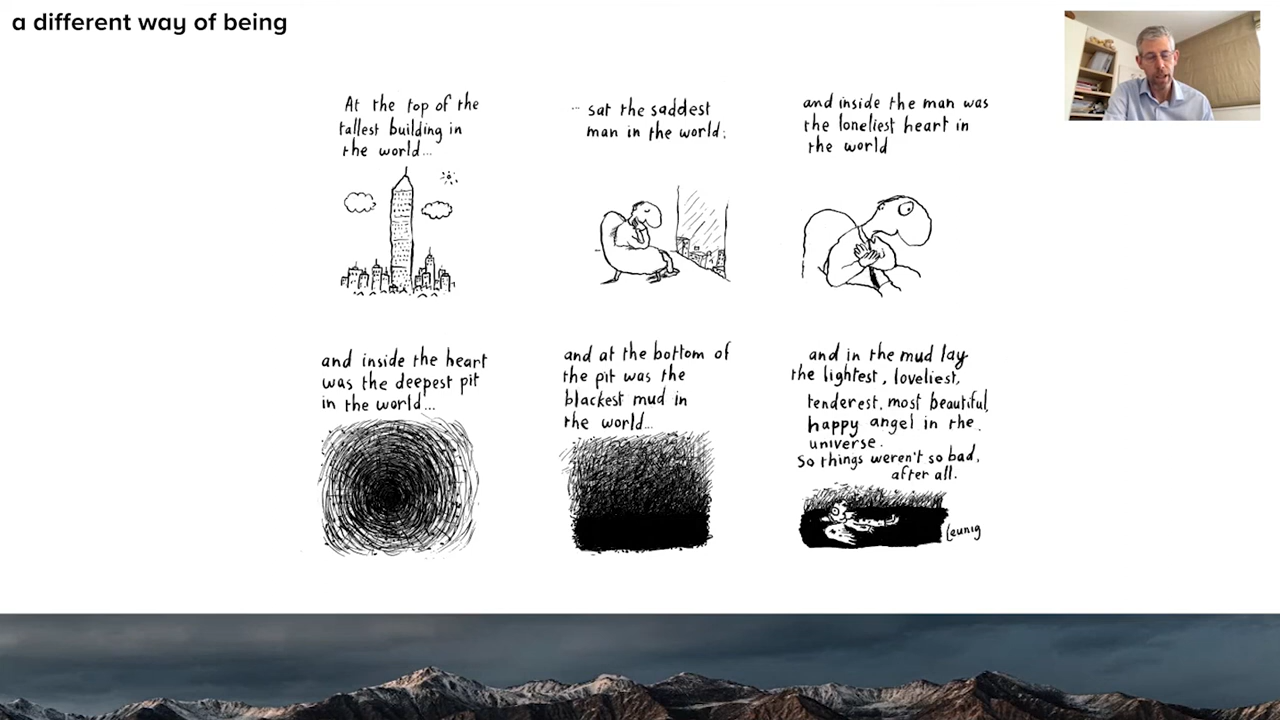 a different way of being
At the top of the
tallest building in
the world...
... sat the saddest
man in the world:
and inside the man was
the loneliest heart in
the world
and inside the heart
was the deepest pit
in the world...
and at the bottom of
the pit was the
blackest mud in
the world...
and in the mud lay
the lightest, loveliest,
tenderest, most beautiful,
happy angel in the
universe.
So things weren't so bad,
after all.
Leunig